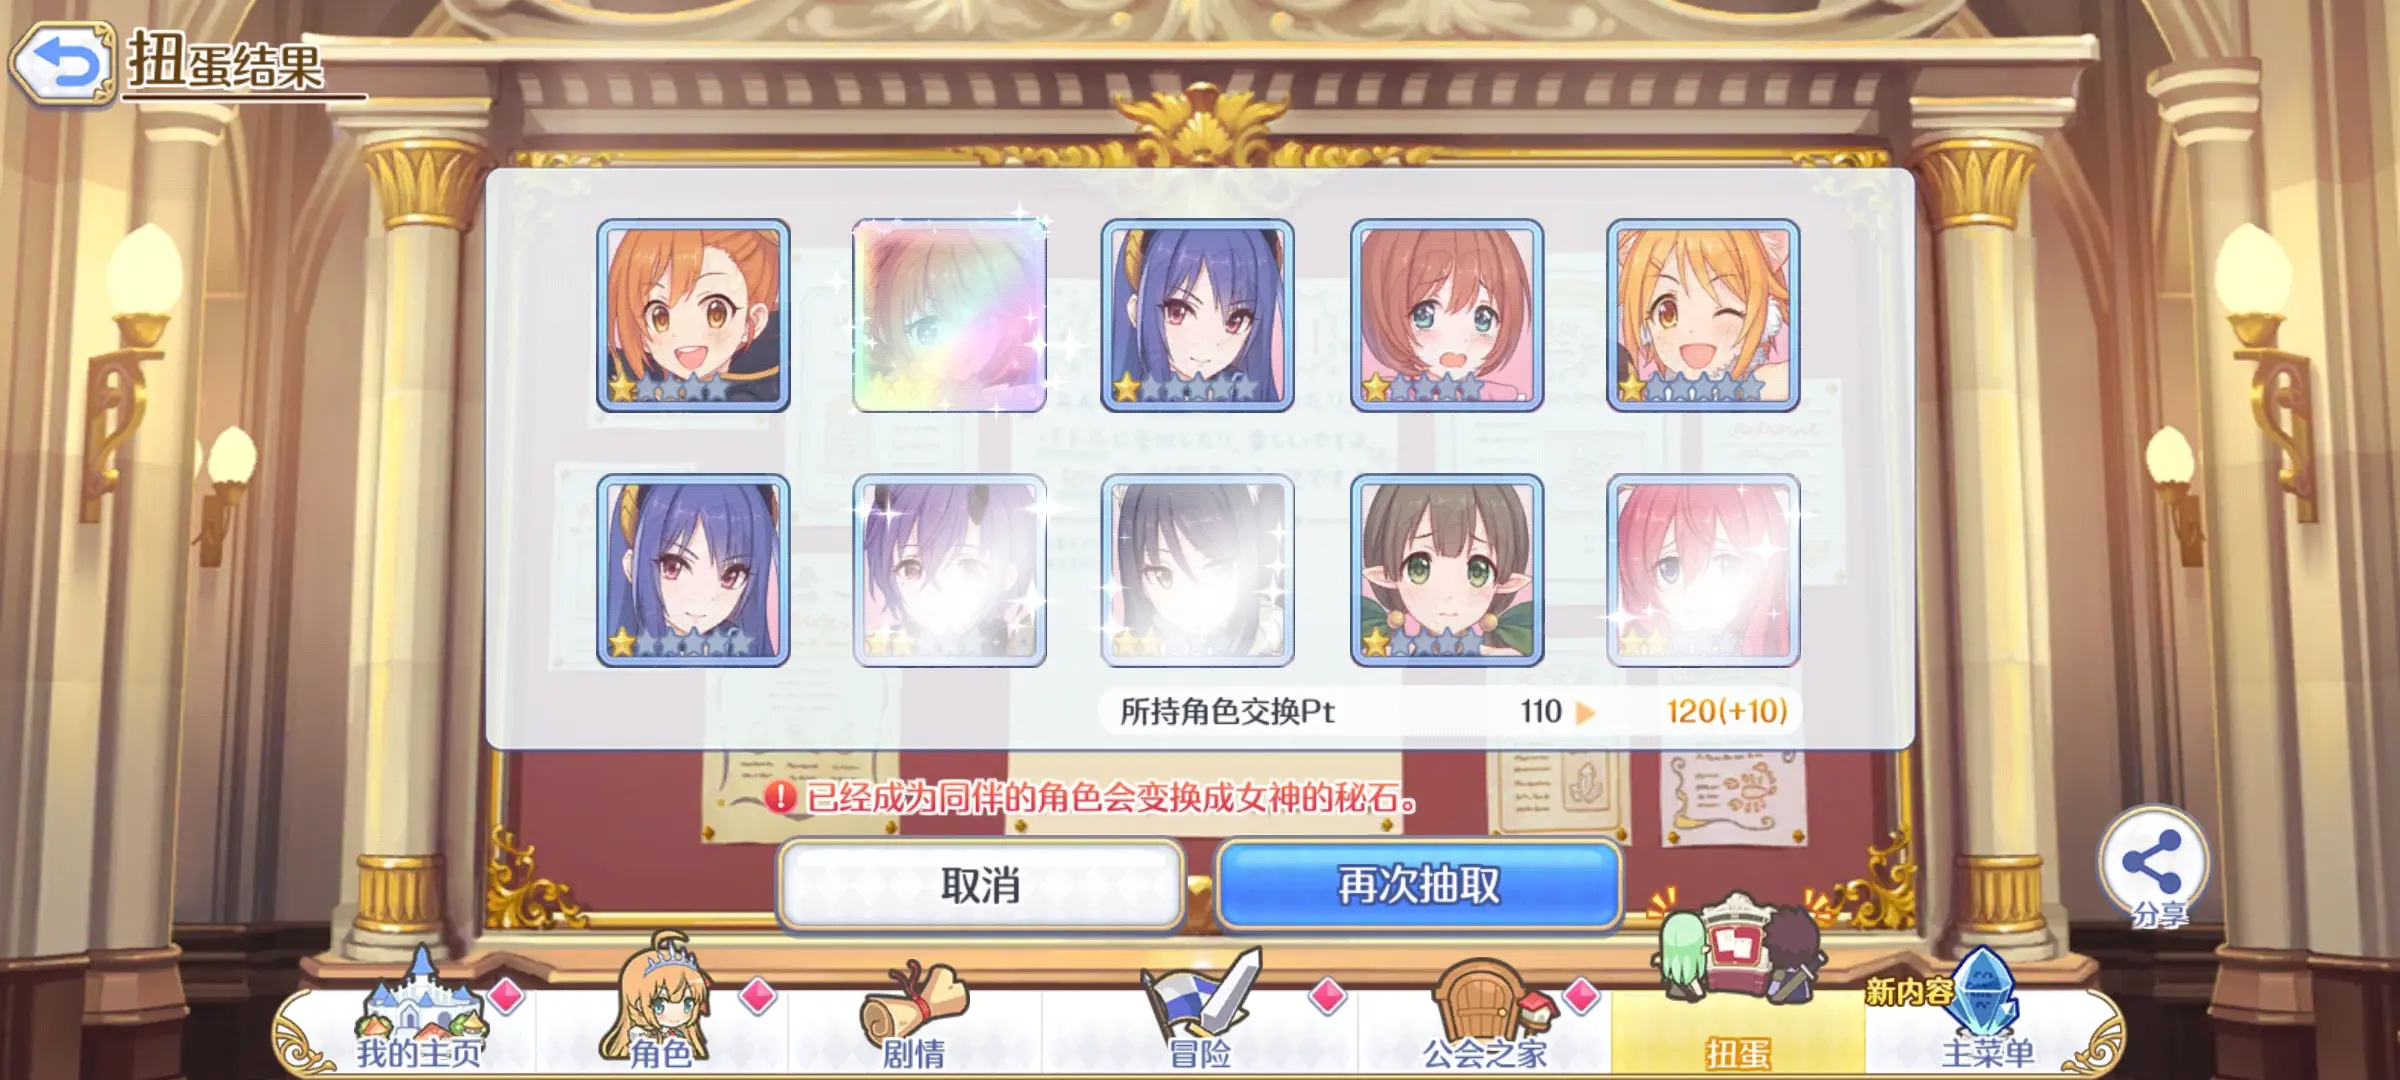 扭蛋结果
所持角色交换Pt 110 120(+10)
已经成为同伴的角色会变换成女神的秘石。
取消
再次抽取
分享
新内容
我的主页
角色
剧情
冒险
公会之家
扭蛋
主菜单